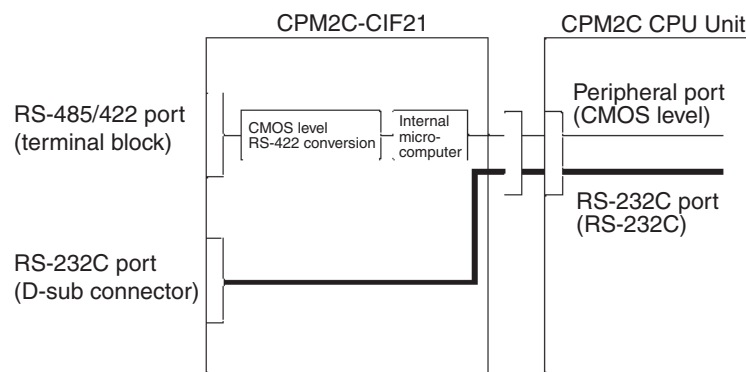 CPM2C-CIF21
CPM2C CPU Unit
RS-485/422 port
(terminal block)
CMOS level
RS-422 conversion
Internal
micro-
computer
Peripheral port
(CMOS level)
RS-232C port
(RS-232C)
RS-232C port
(D-sub connector)